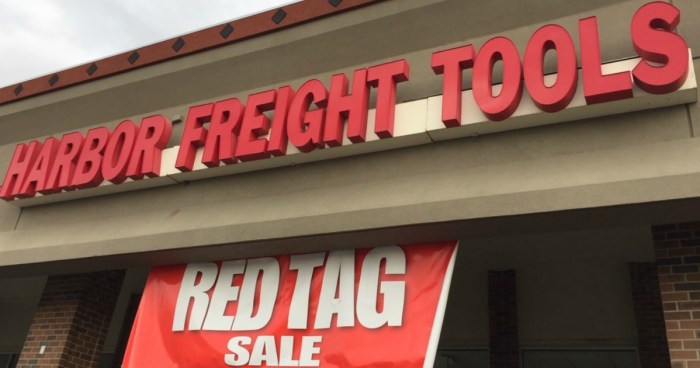 HARBOR FREIGHT TOOLS
RED TAG
SALE